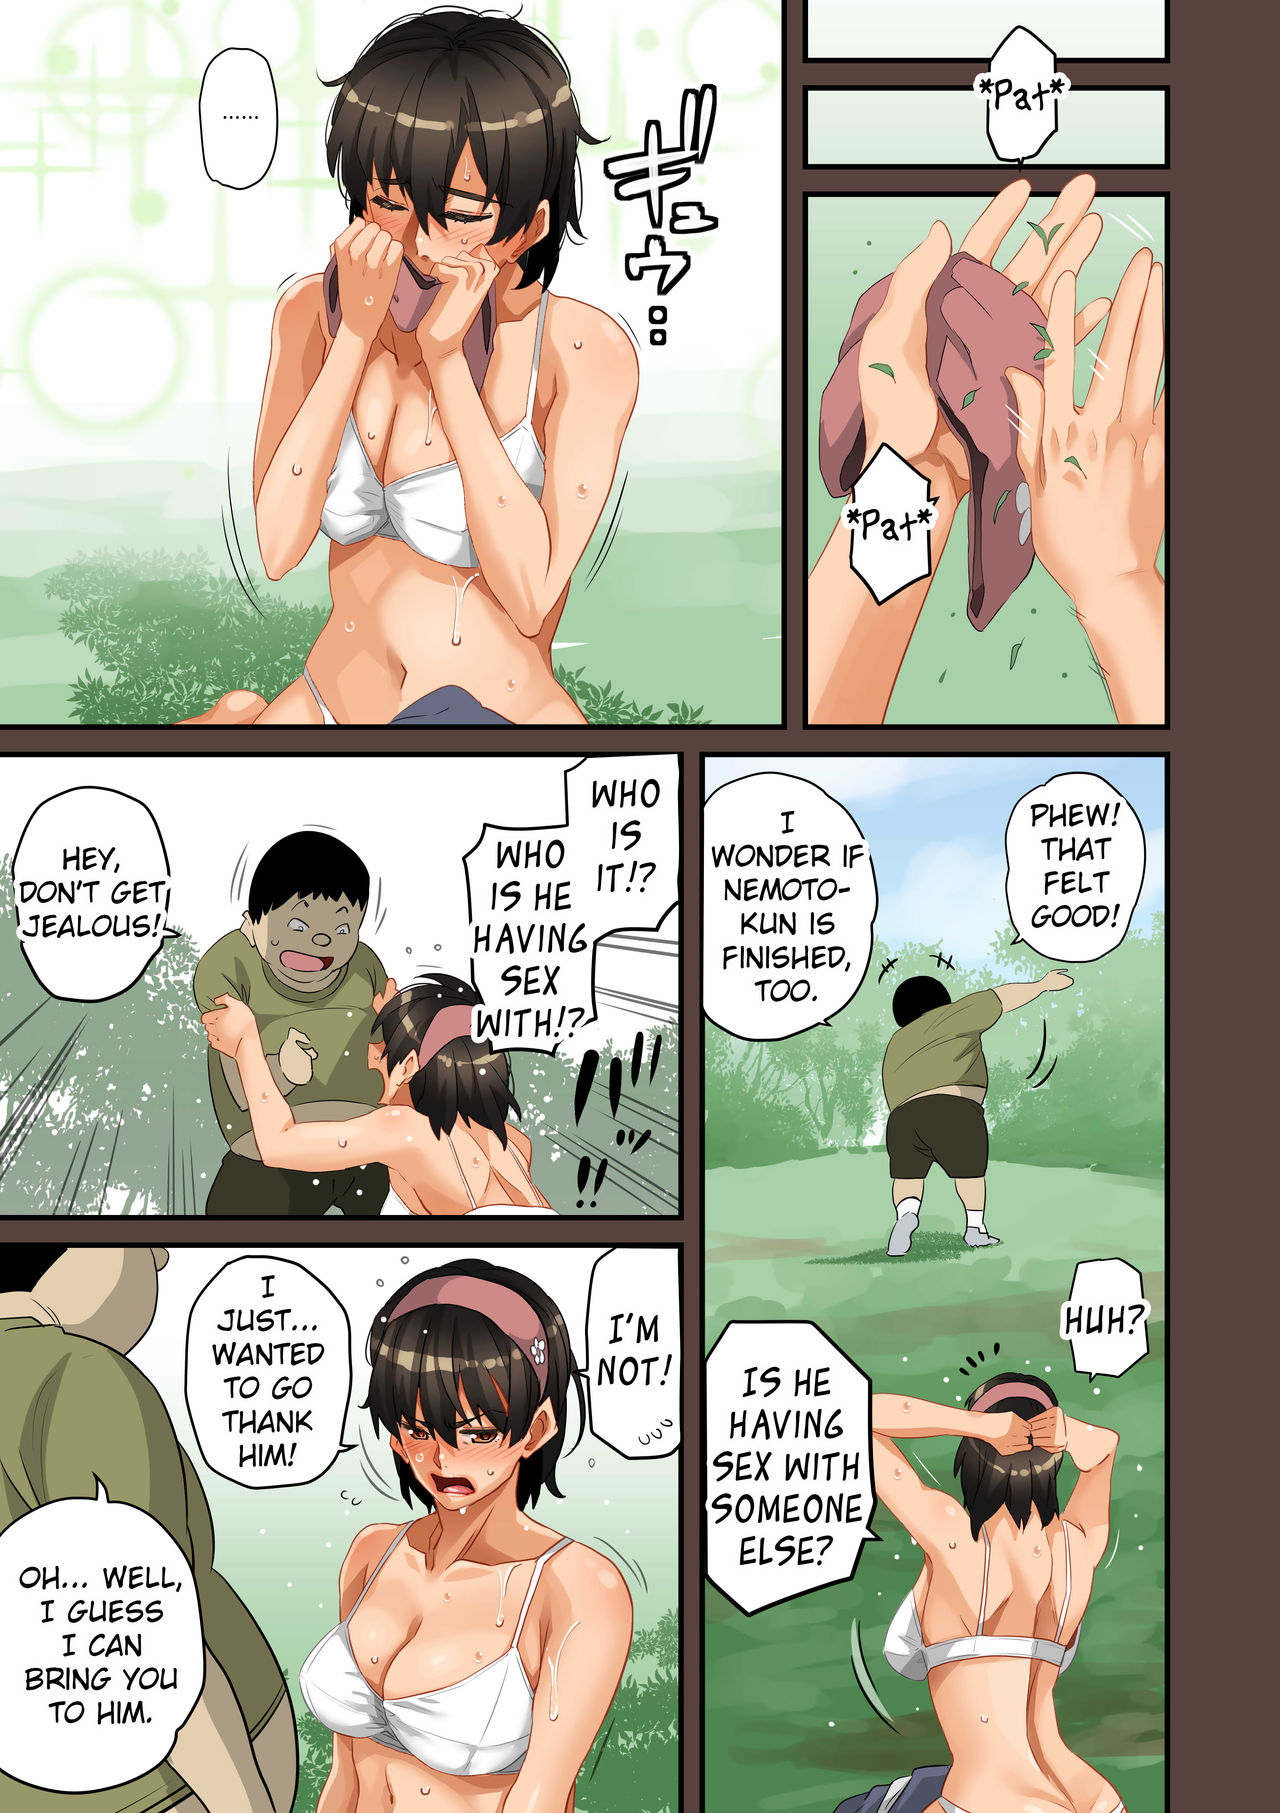 *Pat*
*Pat*
......
ギュウ‥:
PHEW!
THAT
FELT
GOOD!
I
WONDER IF
NEMOTO-
KUN IS
FINISHED,
TOO.
HUH?
IS HE
HAVING
SEX WITH
SOMEONE
ELSE?
WHO
IS
IT!?
WHO
IS HE
HAVING
SEX
WITH!?
HEY,
DON'T GET
JEALOUS!
I'M
NOT!
I
JUST...
WANTED
TO GO
THANK
HIM!
OH... WELL,
I GUESS
I CAN
BRING YOU
TO HIM.